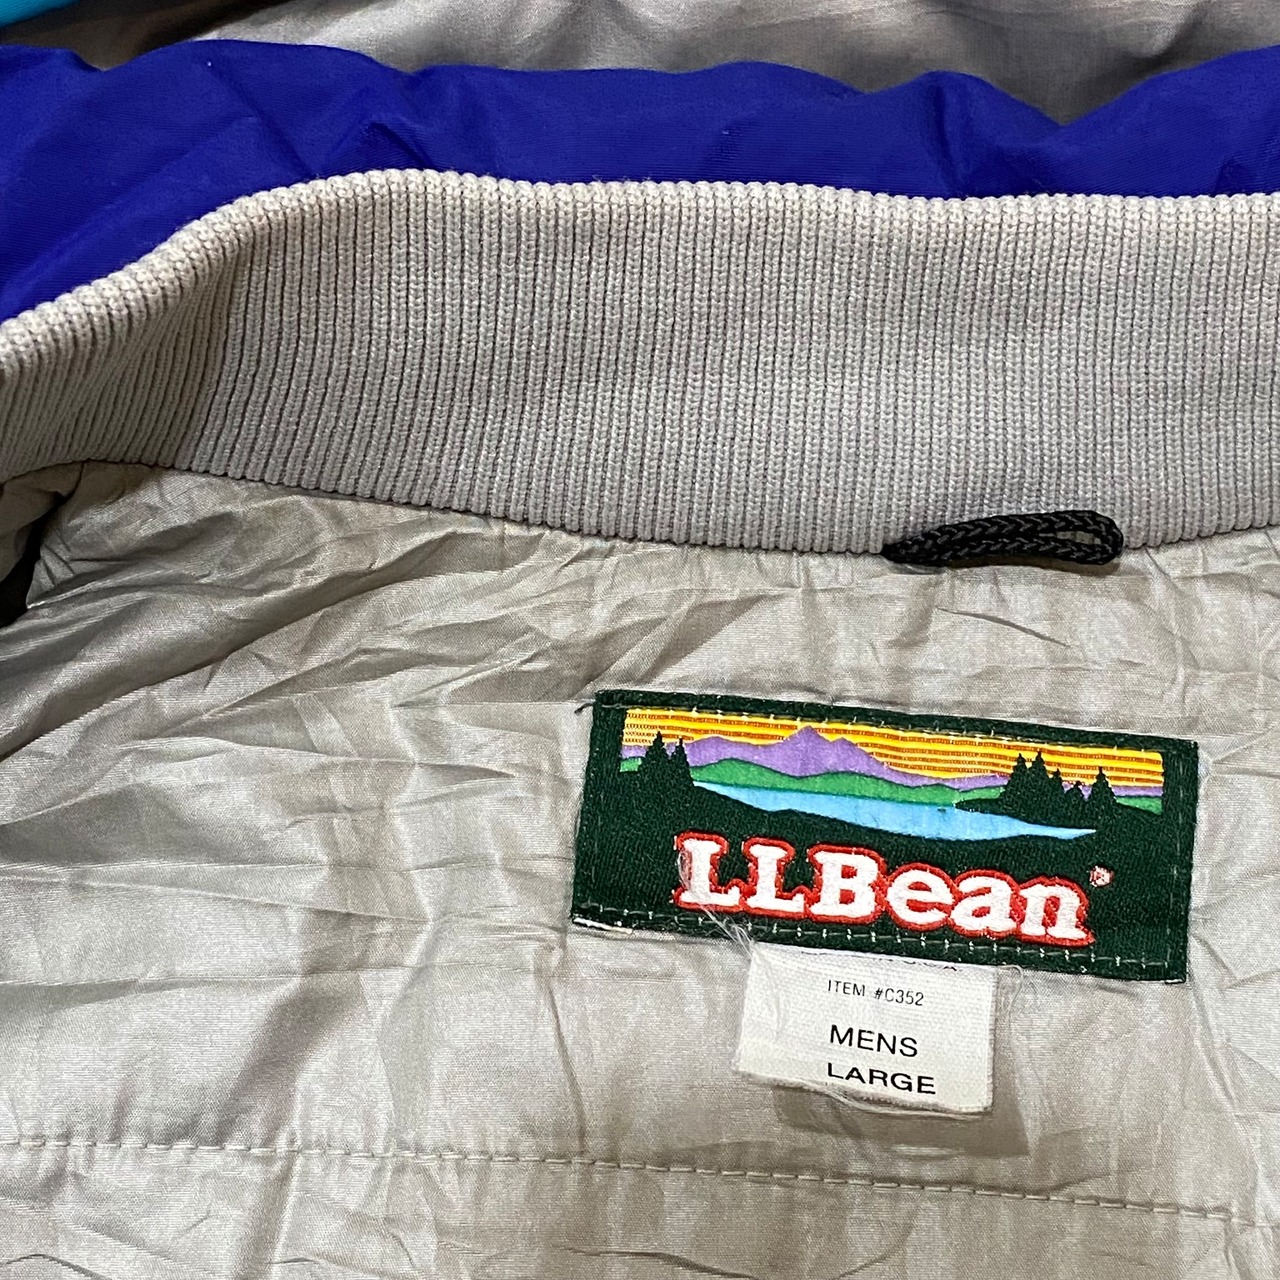 LLBean®
ITEM #C352
MENS
LARGE